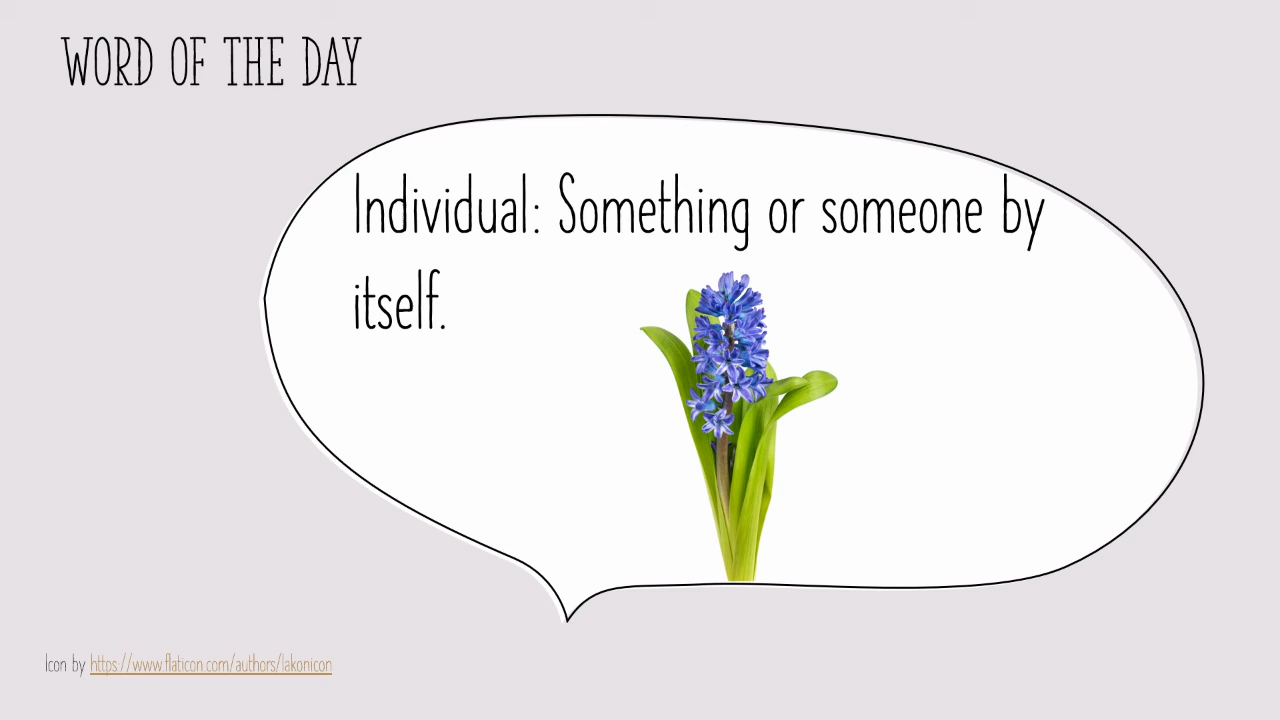 WORD OF THE DAY
Individual: Something or someone by
itself.
Icon by https://www.flaticon.com/authors/lakonicon